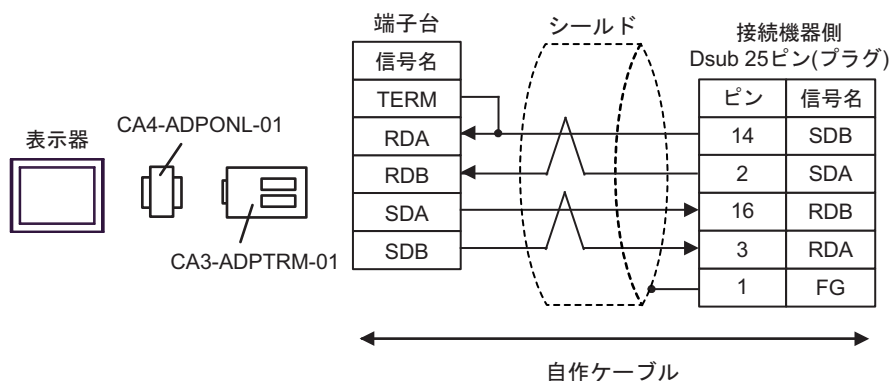 表示器
CA4-ADPONL-01
CA3-ADPTRM-01
端子台
信号名
TERM
RDA
RDB
SDA
SDB
シールド
接続機器側
Dsub 25ピン(プラグ)
ピン 信号名
14 SDB
2 SDA
16 RDB
3 RDA
1 FG
自作ケーブル